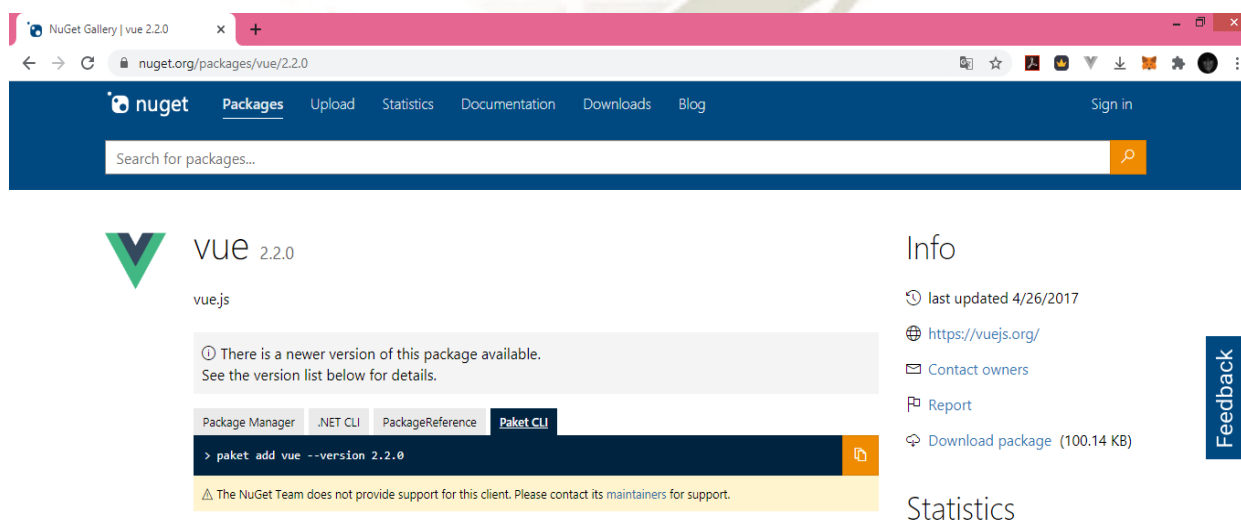 NuGet Gallery | vue 2.2.0
nuget.org/packages/vue/2.2.0
nuget Packages Upload Statistics Documentation Downloads Blog Sign in
Search for packages...
vue 2.2.0
vue.js
There is a newer version of this package available.
See the version list below for details.
Package Manager .NET CLI PackageReference Paket CLI
> paket add vue --version 2.2.0
The NuGet Team does not provide support for this client. Please contact its maintainers for support.
Info
last updated 4/26/2017
https://vuejs.org/
Contact owners
Report
Download package (100.14 KB)
Statistics
Feedback